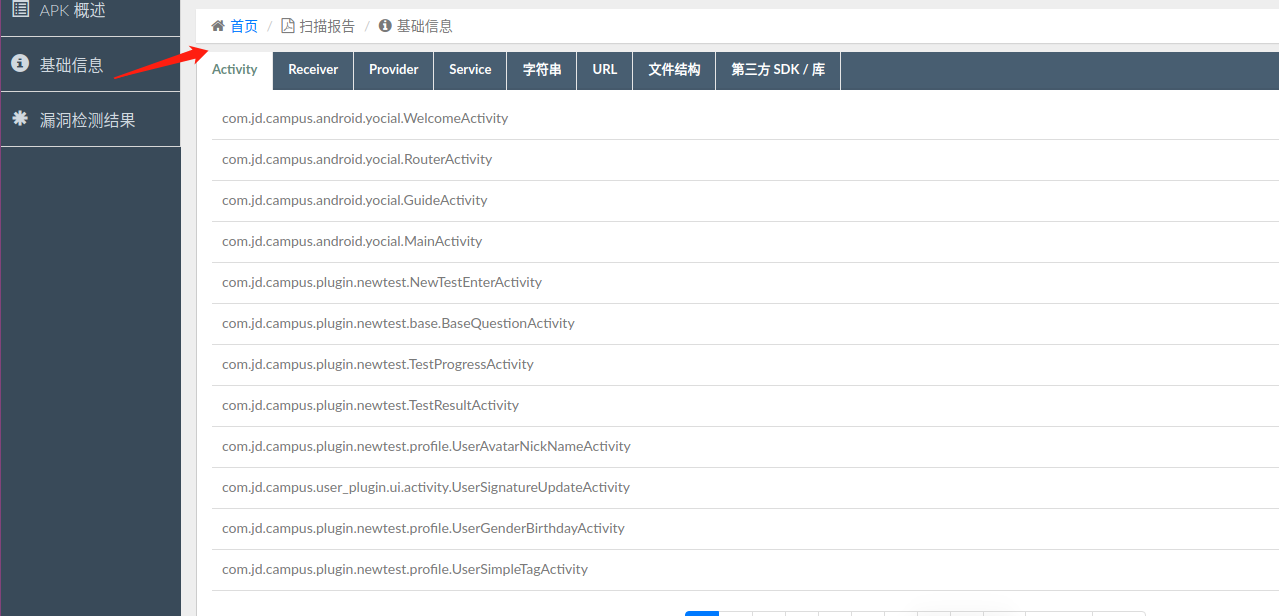 APK 概述
基础信息
漏洞检测结果
首页 / 扫描报告 / 基础信息
Activity Receiver Provider Service 字符串 URL 文件结构 第三方 SDK / 库
com.jd.campus.android.yocial.WelcomeActivity
com.jd.campus.android.yocial.RouterActivity
com.jd.campus.android.yocial.GuideActivity
com.jd.campus.android.yocial.MainActivity
com.jd.campus.plugin.newtest.NewTestEnterActivity
com.jd.campus.plugin.newtest.base.BaseQuestionActivity
com.jd.campus.plugin.newtest.TestProgressActivity
com.jd.campus.plugin.newtest.TestResultActivity
com.jd.campus.plugin.newtest.profile.UserAvatarNickNameActivity
com.jd.campus.user_plugin.ui.activity.UserSignatureUpdateActivity
com.jd.campus.plugin.newtest.profile.UserGenderBirthdayActivity
com.jd.campus.plugin.newtest.profile.UserSimpleTagActivity